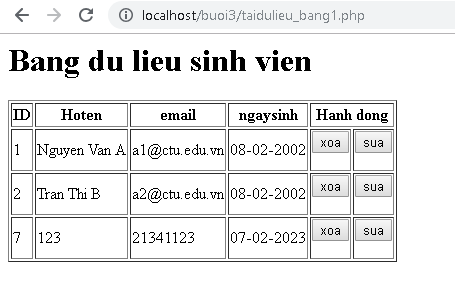 localhost/buoi3/taidulieu_bang1.php
Bang du lieu sinh vien
ID Hoten email ngaysinh Hanh dong
1 Nguyen Van A a1@ctu.edu.vn 08-02-2002 xoa sua
2 Tran Thi B a2@ctu.edu.vn 08-02-2002 xoa sua
7 123 21341123 07-02-2023 xoa sua